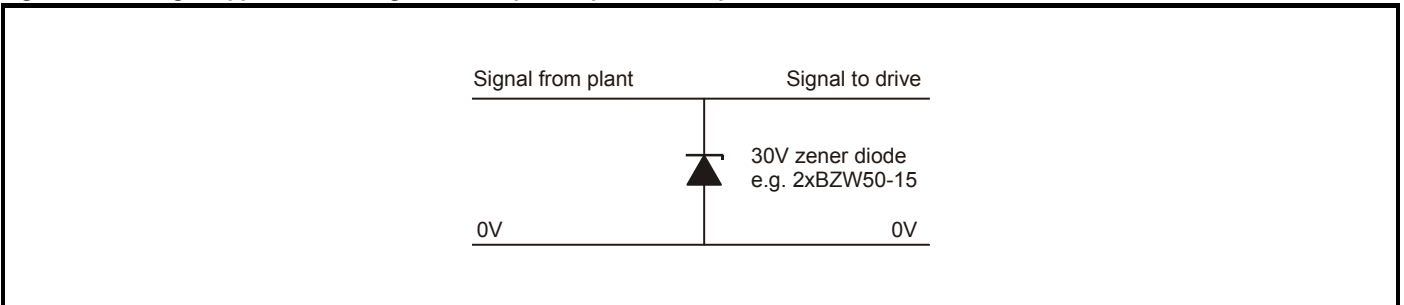 Signal from plant
Signal to drive
30V zener diode
e.g. 2xBZW50-15
0V
0V